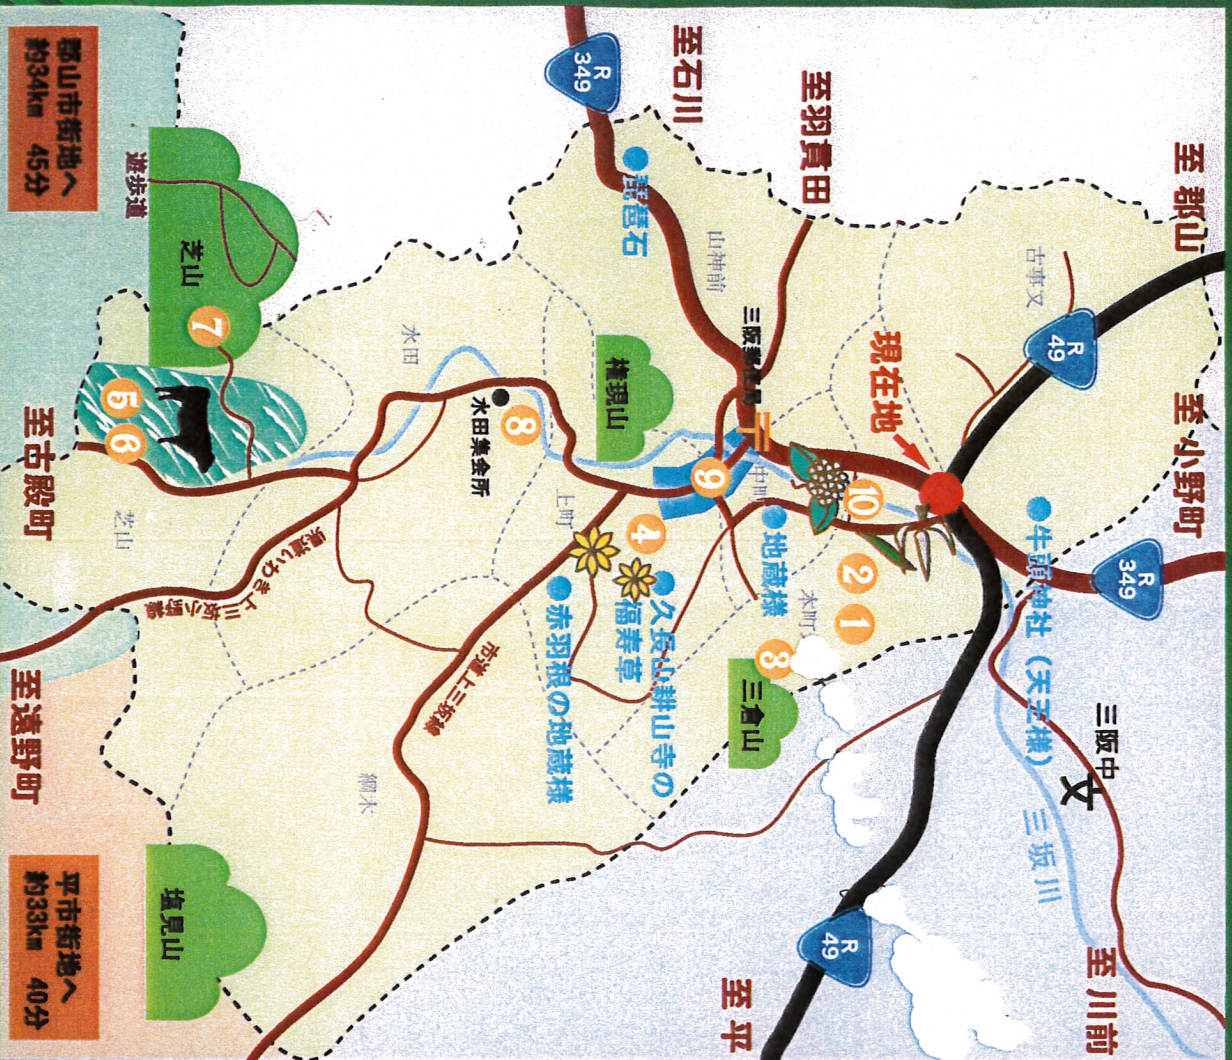 至郡山
至小野町
至川前
R
49
R
349
古事又
牛頭神社(天王様)
三阪中
文
三坂川
現在地
至羽貫田
三阪郵便局
山神前
中町
10
2
1
本町
地蔵様
9
3
三倉山
至平
R
49
至石川
R
349
琵琶石
権現山
4
久長山耕山寺の
福寿草
赤羽根の地蔵様
上町
8
水田集会所
水田
市道上三坂線
綱木
県道いわき上三坂小野線
遊歩道
芝山
7
5
6
芝山
塩見山
至古殿町
至遠野町
郡山市街地へ
約34km 45分
平市街地へ
約33km 40分